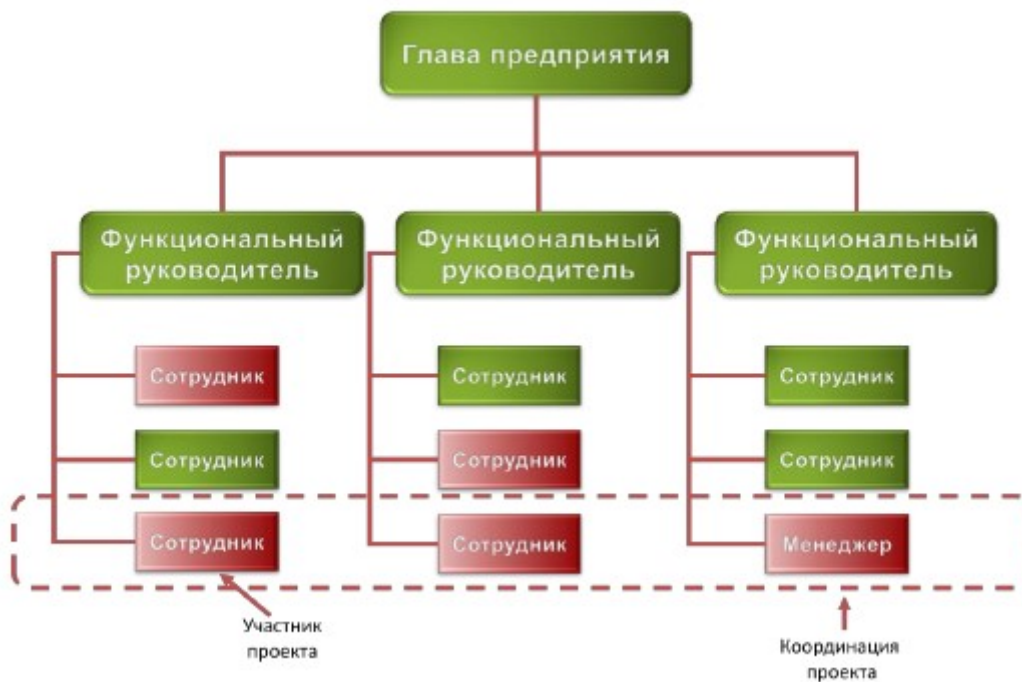 Глава предприятия
Функциональный
руководитель
Функциональный
руководитель
Функциональный
руководитель
Сотрудник
Сотрудник
Сотрудник
Сотрудник
Сотрудник
Сотрудник
Сотрудник
Сотрудник
Менеджер
Участник
проекта
Координация
проекта